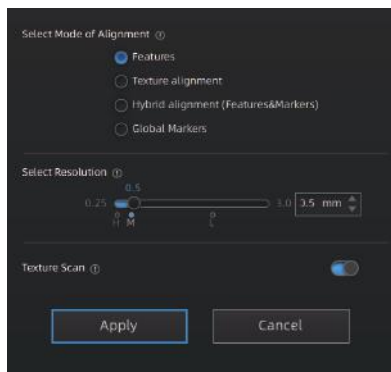 Select Mode of Alignment
Features
Texture alignment
Hybrid alignment (Features&Markers)
Global Markers
Select Resolution
0.5
0.25 3.0 0.5 mm
H M L
Texture Scan
Apply Cancel